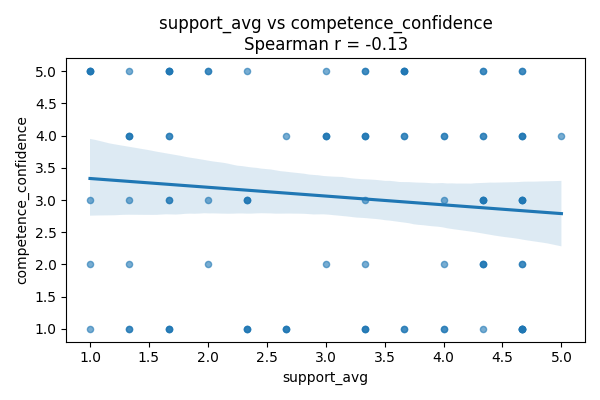 support_avg vs competence_confidence
Spearman r = -0.13
5.0
4.5
4.0
3.5
3.0
2.5
2.0
1.5
1.0
competence_confidence
1.0 1.5 2.0 2.5 3.0 3.5 4.0 4.5 5.0
support_avg